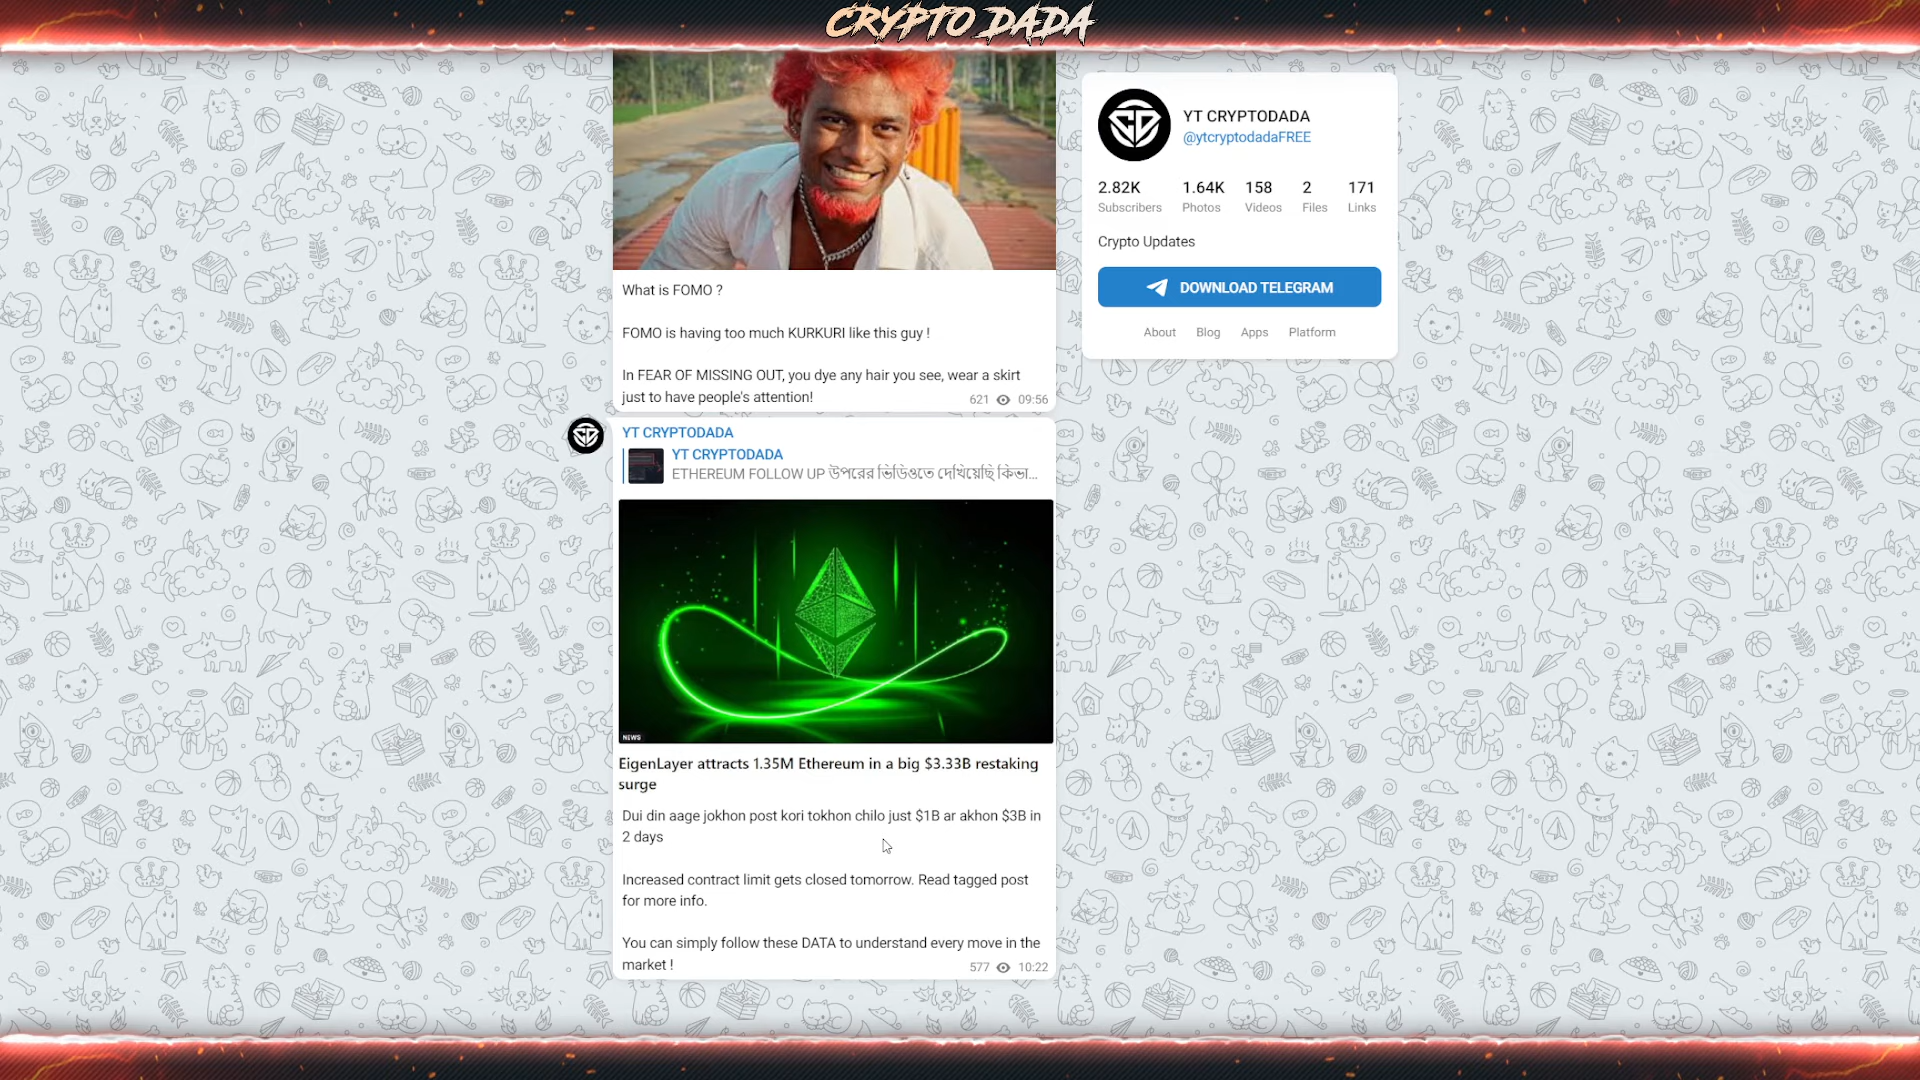 CRYPTO DADA
What is FOMO ?
FOMO is having too much KURKURI like this guy !
In FEAR OF MISSING OUT, you dye any hair you see, wear a skirt
just to have people's attention!
621 09:56
YT CRYPTODADA
YT CRYPTODADA
ETHEREUM FOLLOW UP উপরের ভিডিওতে দেখিয়েছি কিভা...
NEWS
EigenLayer attracts 1.35M Ethereum in a big $3.33B restaking
surge
Dui din aage jokhon post kori tokhon chilo just $1B ar akhon $3B in
2 days
Increased contract limit gets closed tomorrow. Read tagged post
for more info.
You can simply follow these DATA to understand every move in the
market !
577 10:22
YT CRYPTODADA
@ytcryptodadaFREE
2.82K 1.64K 158 2 171
Subscribers Photos Videos Files Links
Crypto Updates
DOWNLOAD TELEGRAM
About Blog Apps Platform